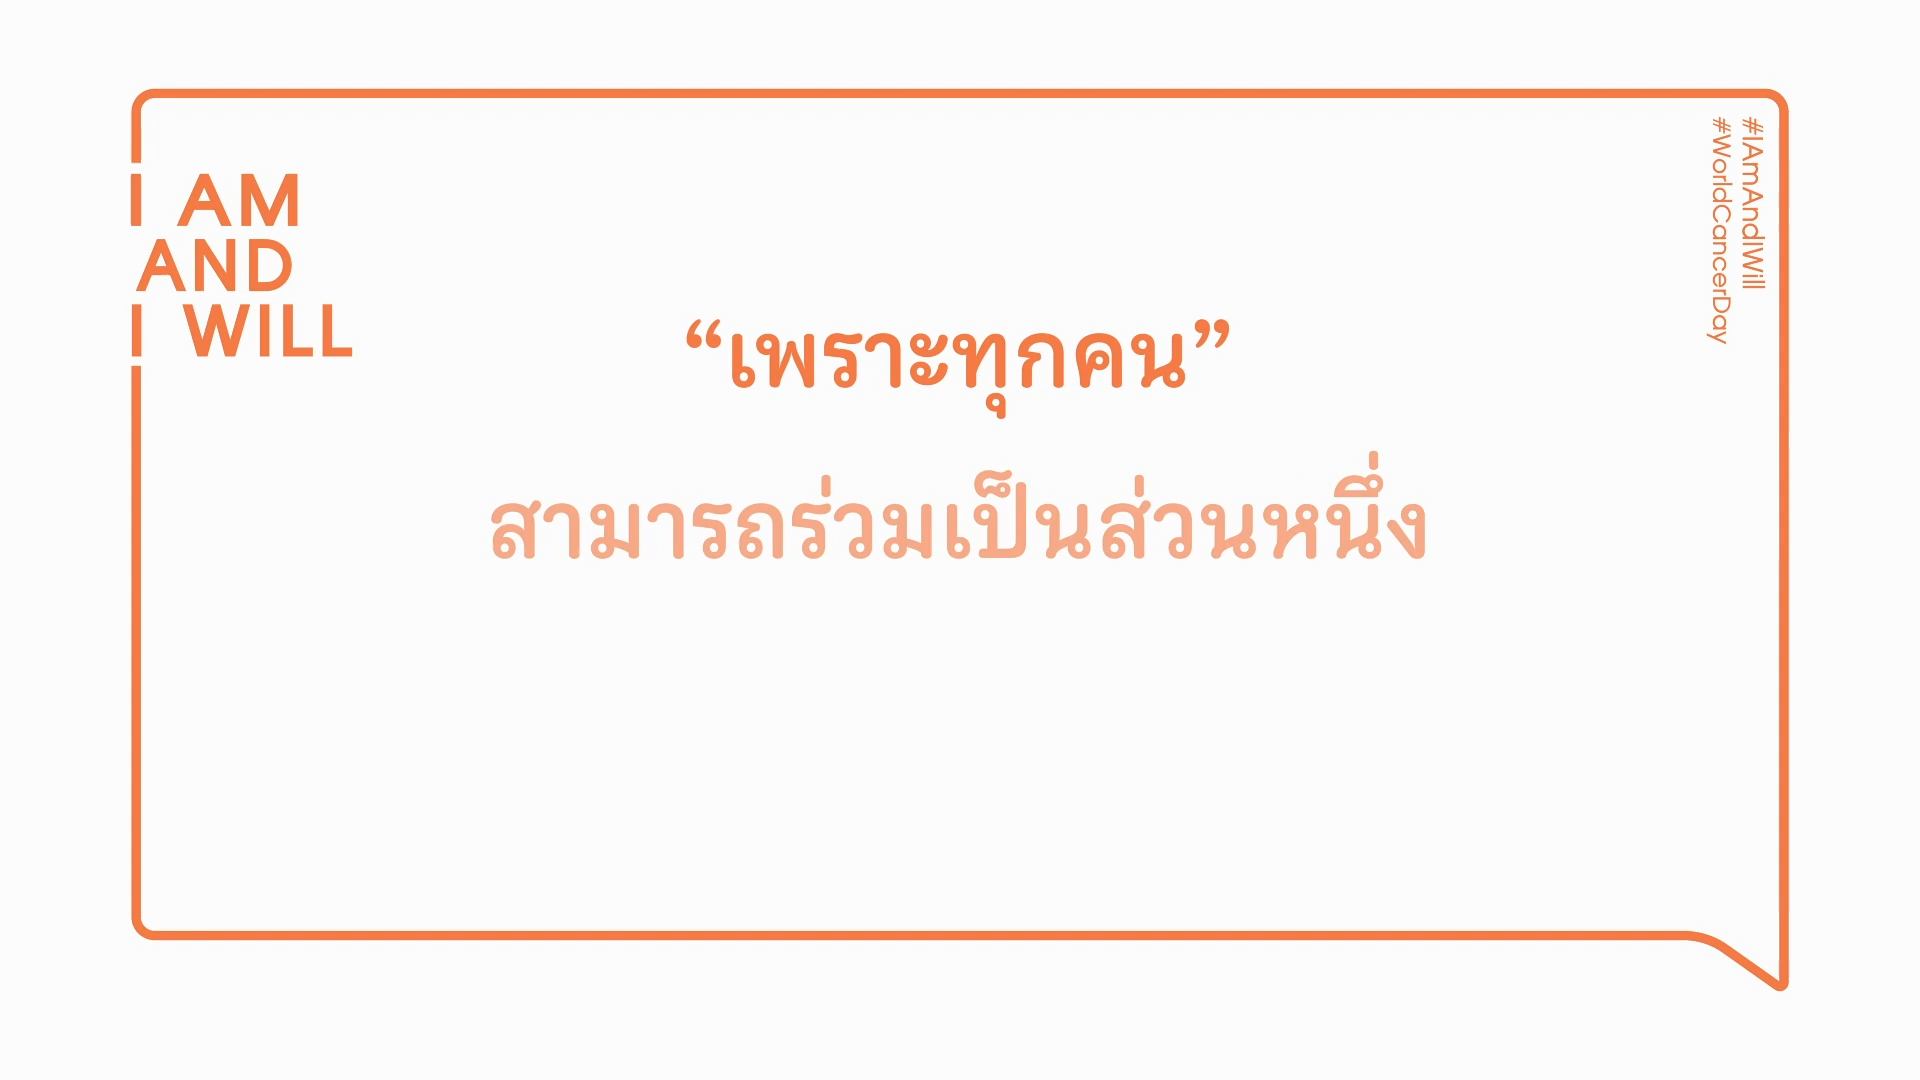 I AM
AND
I WILL
“เพราะทุกคน”
สามารถร่วมเป็นส่วนหนึ่ง
#IAmAndIWill
#WorldCancerDay